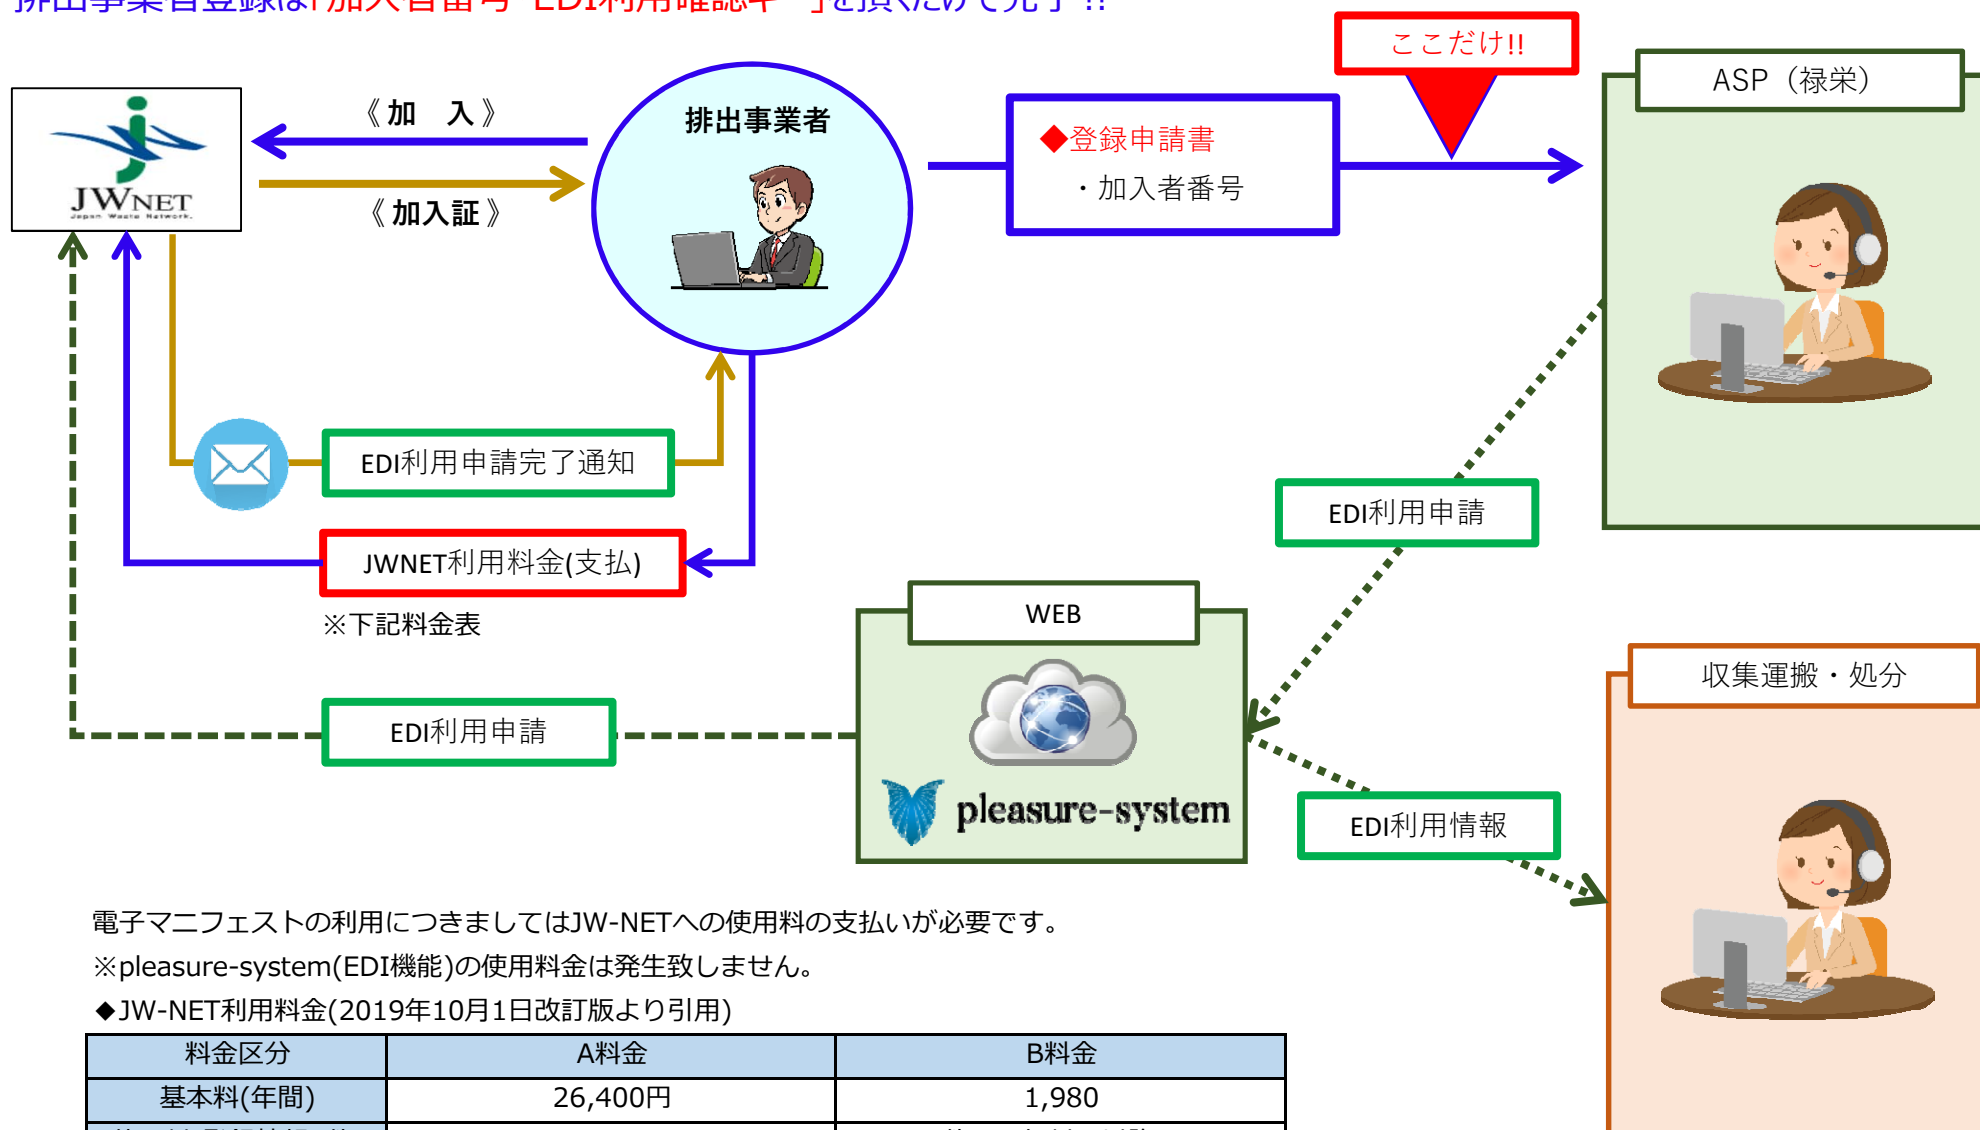 ここだけ!!
ASP（禄栄）
《 加　入 》
排出事業者
◆登録申請書
・加入者番号
JWNET
Japan Waste Network.
《 加入証 》
EDI利用申請完了通知
EDI利用申請
JWNET利用料金(支払)
※下記料金表
WEB
収集運搬・処分
EDI利用申請
pleasure-system
EDI利用情報
電子マニフェストの利用につきましてはJW-NETへの使用料の支払いが必要です。
※pleasure-system(EDI機能)の使用料金は発生致しません。
◆JW-NET利用料金(2019年10月1日改訂版より引用)
料金区分 A料金 B料金
基本料(年間) 26,400円 1,980